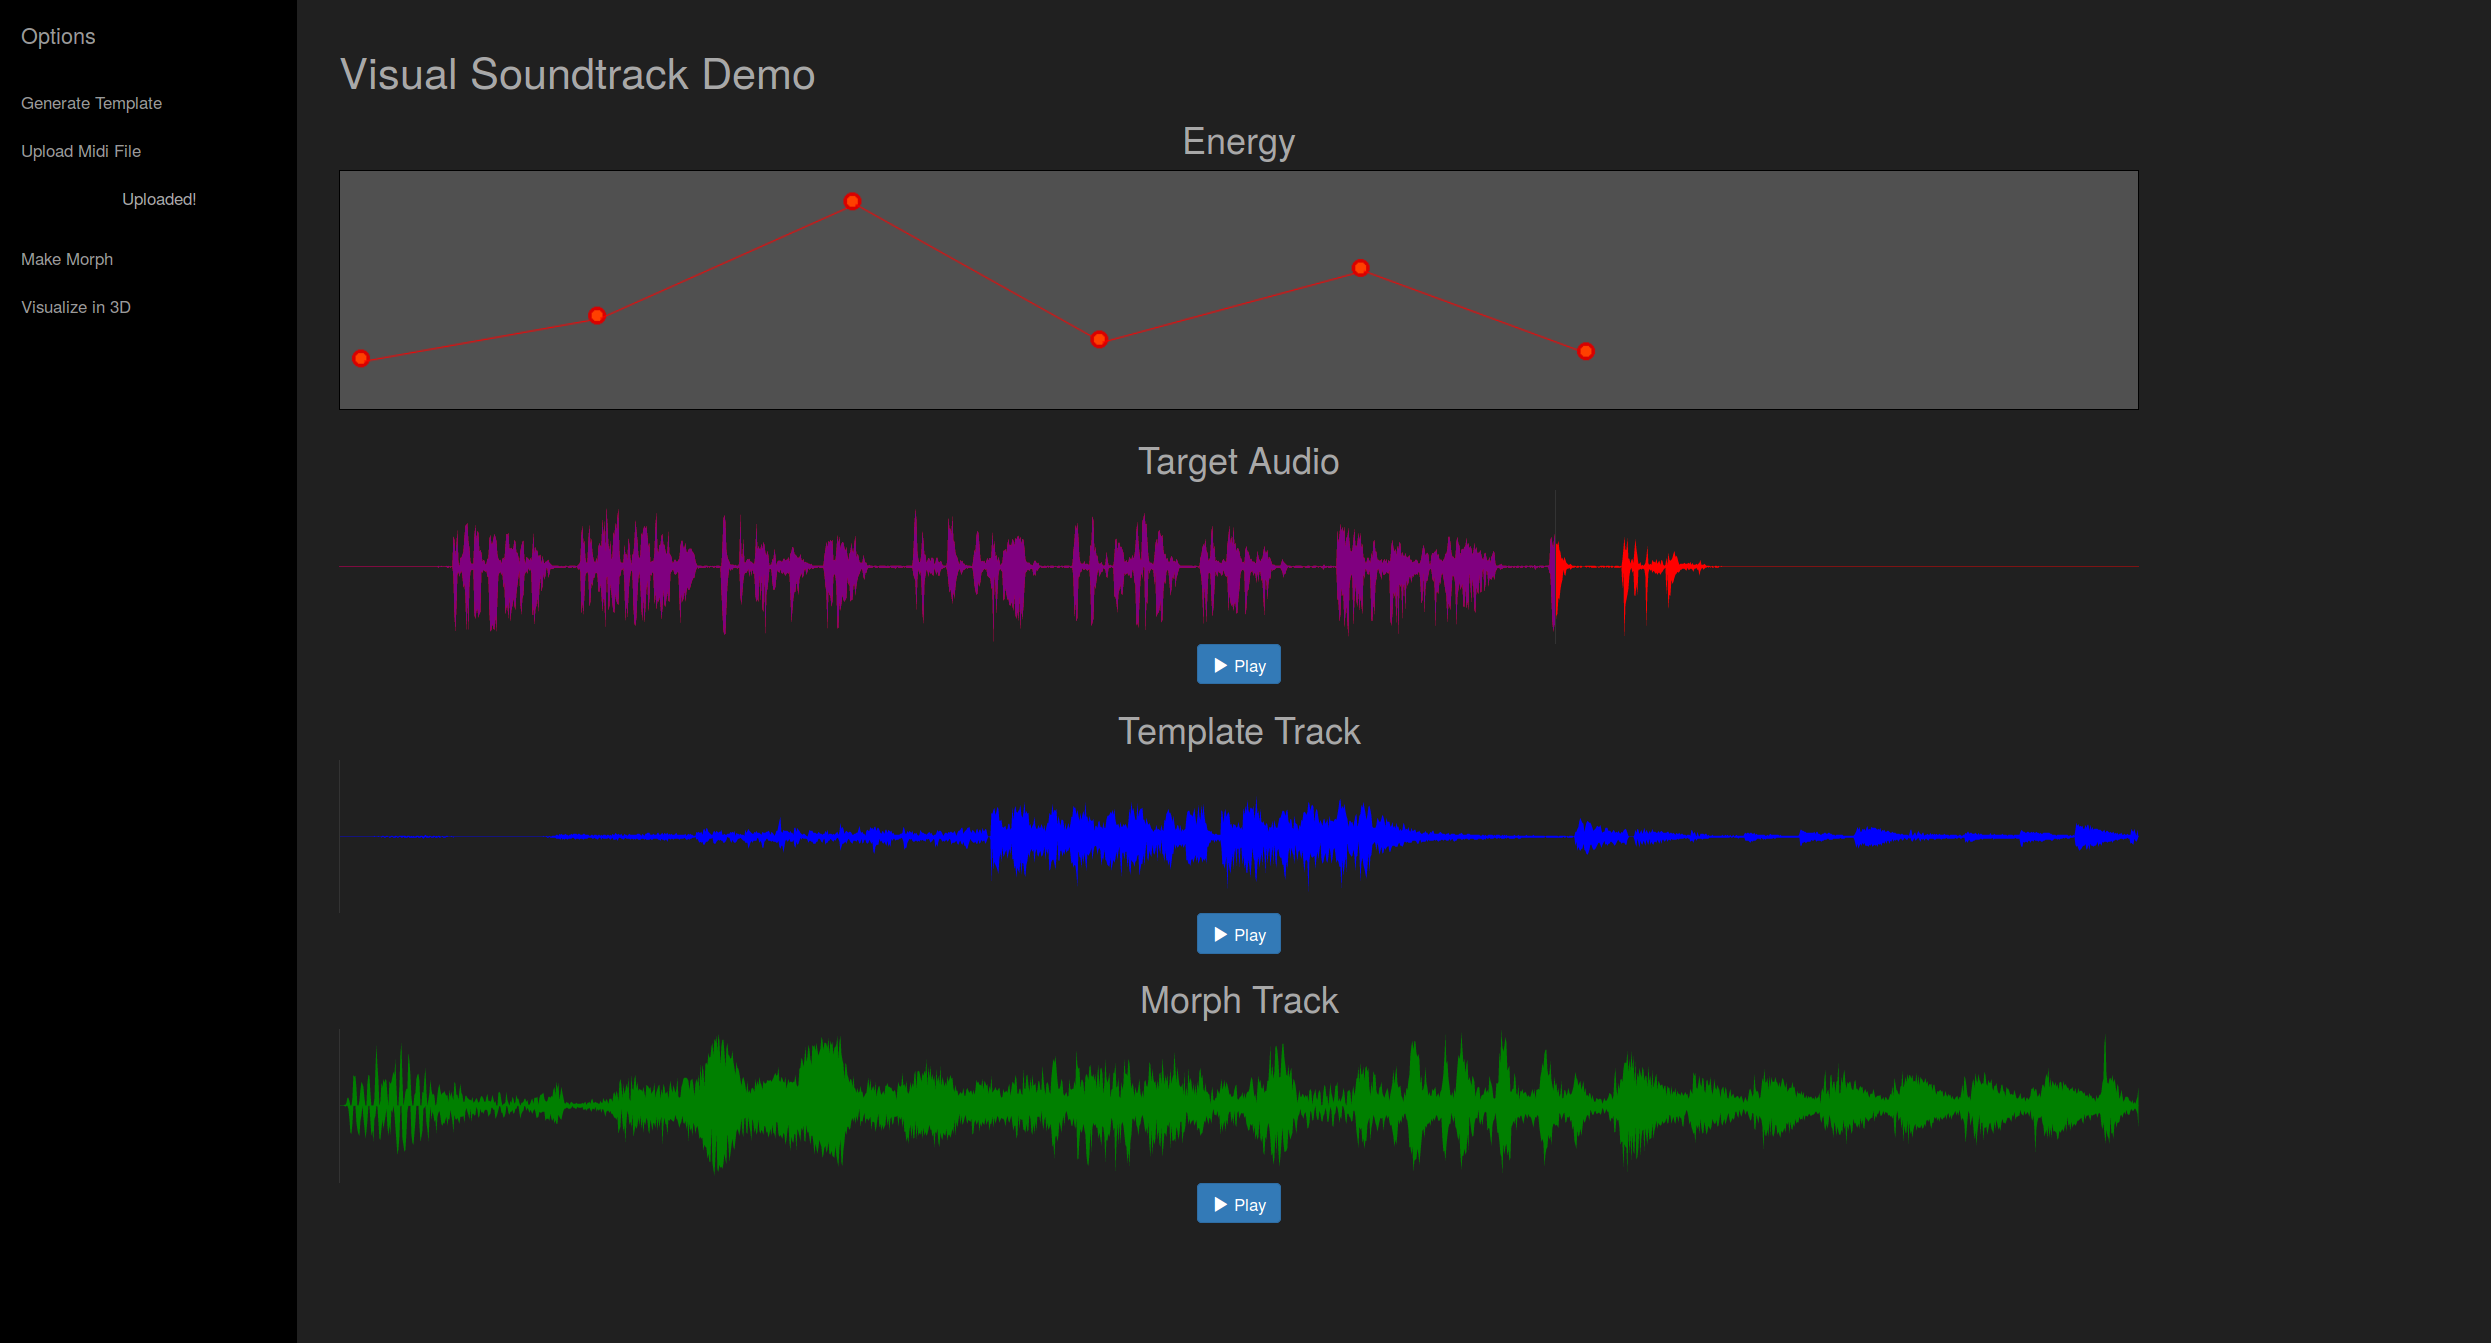 Options
Generate Template
Upload Midi File
Uploaded!
Make Morph
Visualize in 3D
Visual Soundtrack Demo
Energy
Target Audio
Play
Template Track
Play
Morph Track
Play